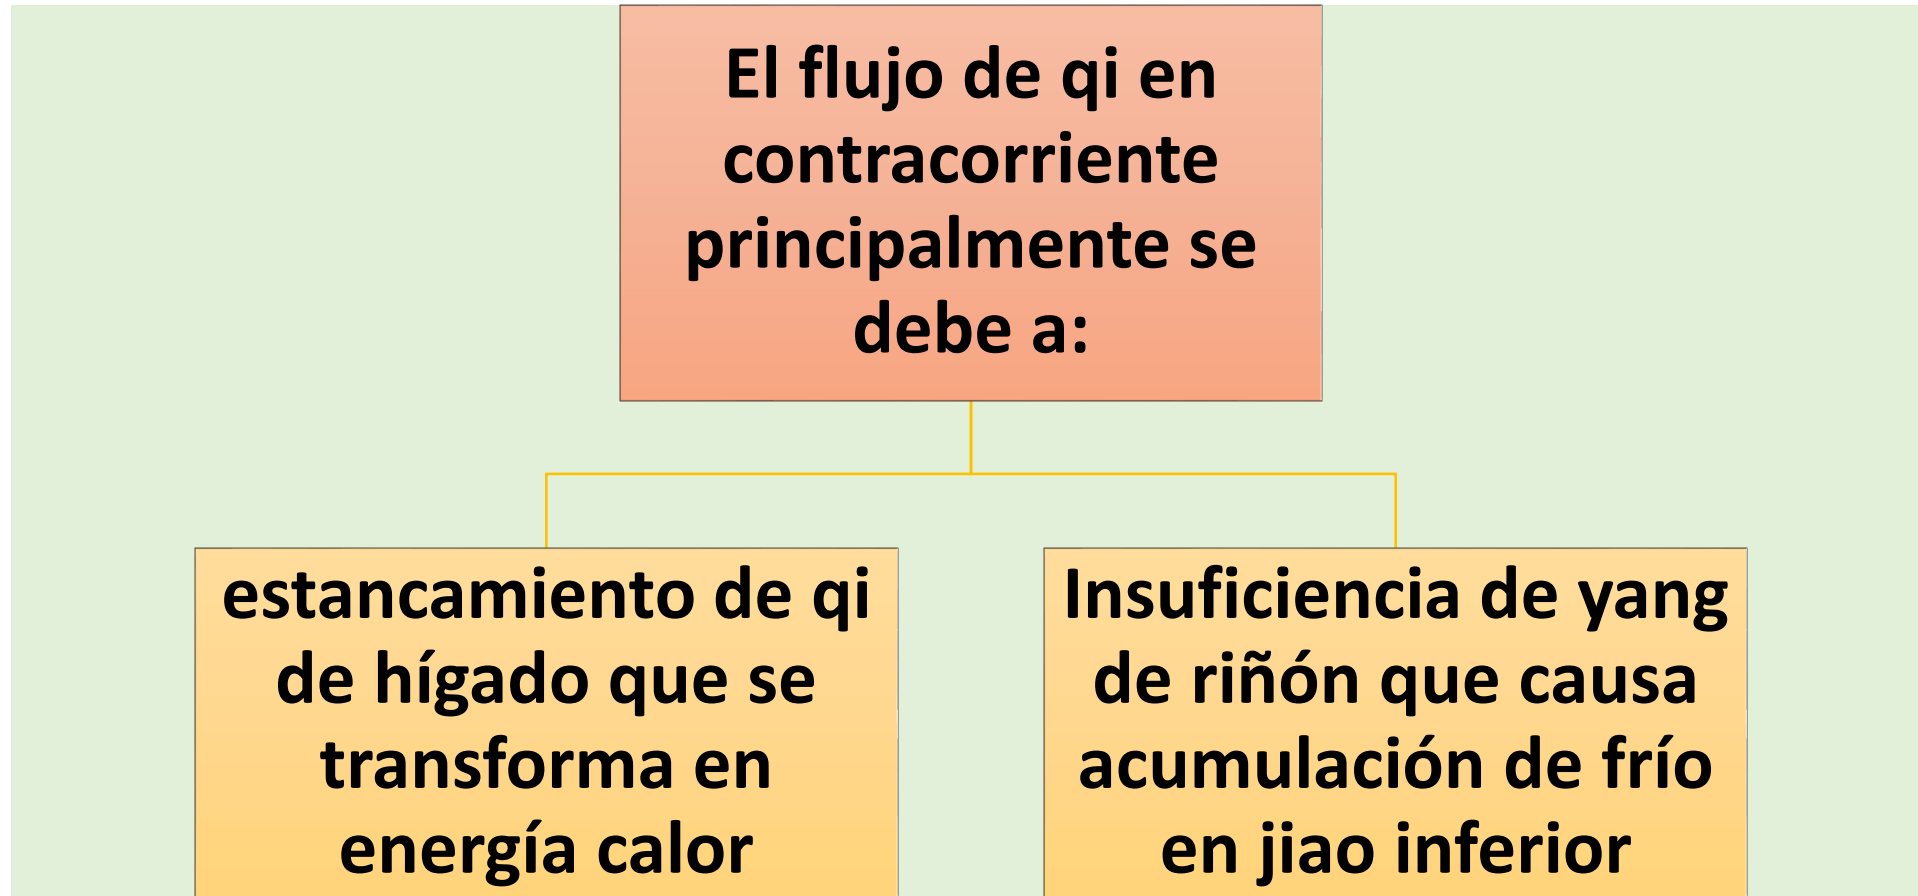 El flujo de qi en
contracorriente
principalmente se
debe a:
estancamiento de qi
de hígado que se
transforma en
energía calor
Insuficiencia de yang
de riñón que causa
acumulación de frío
en jiao inferior